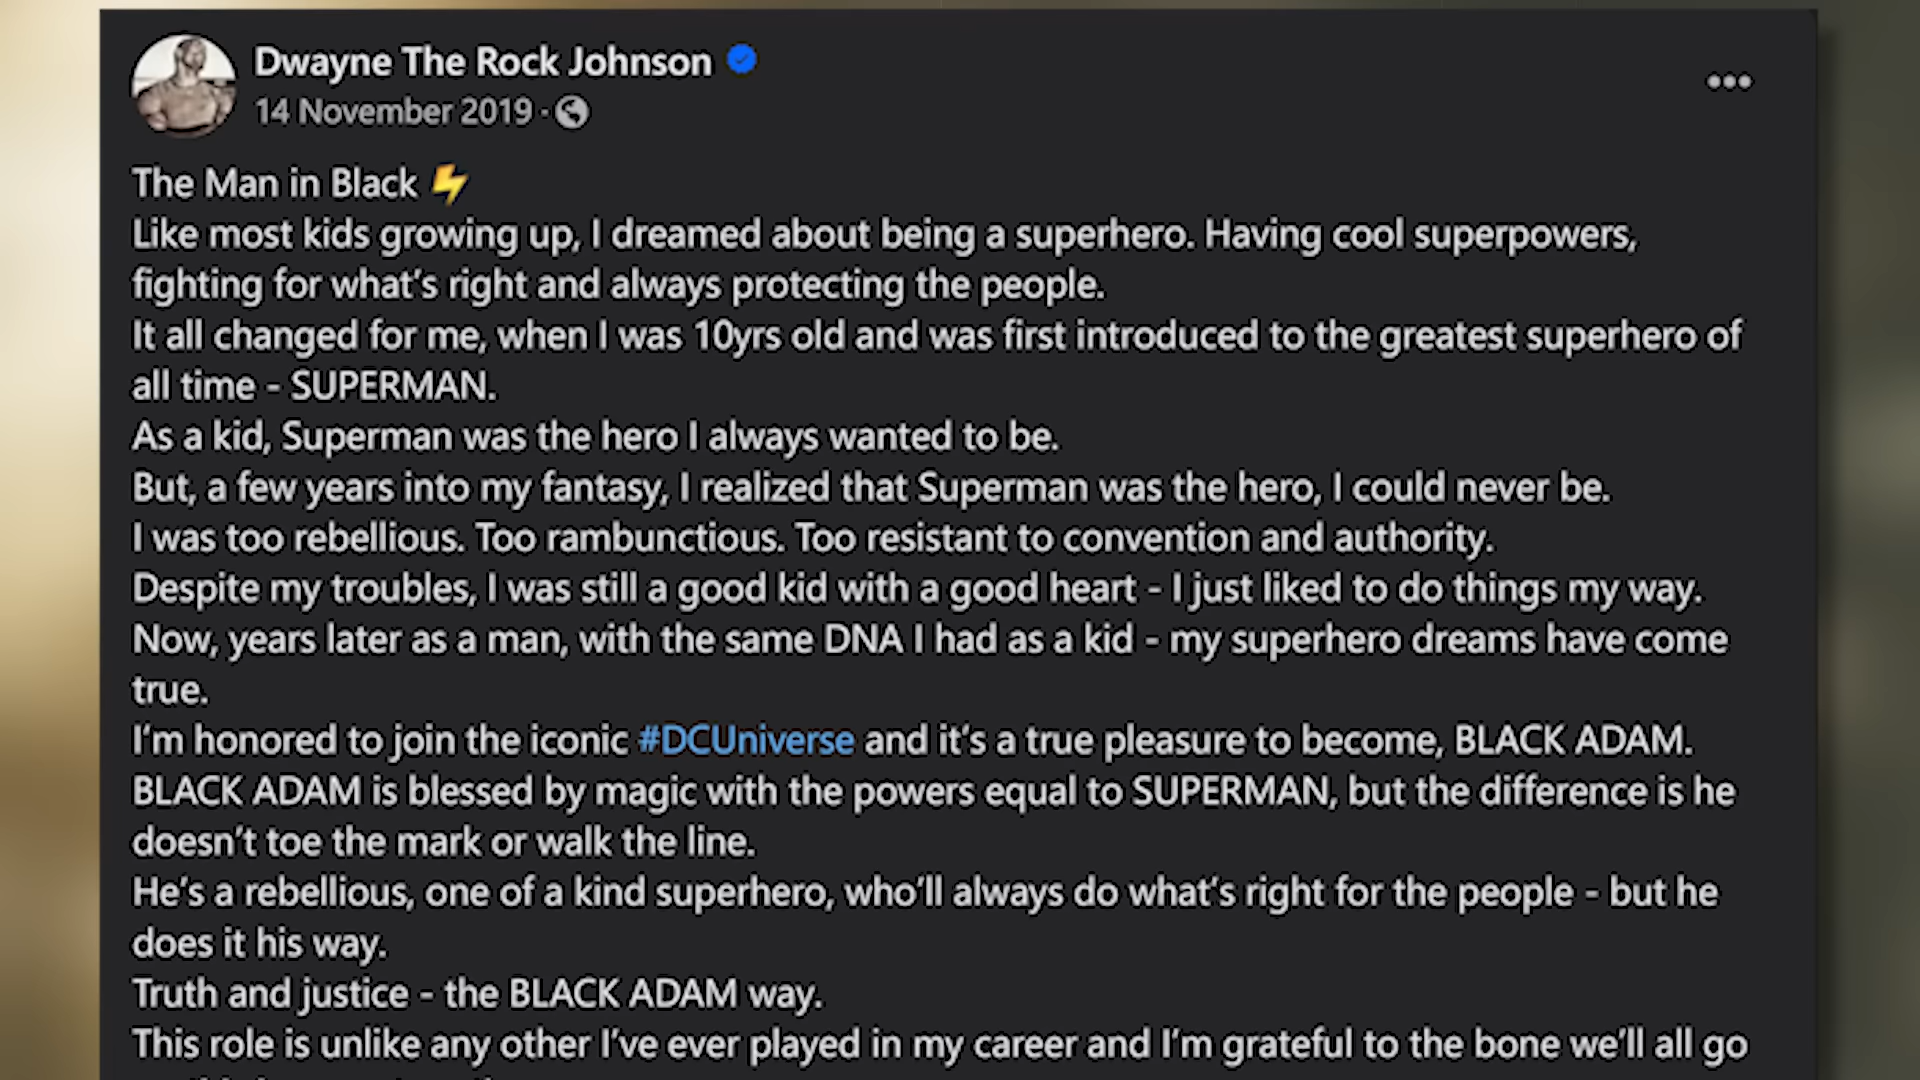 Dwayne The Rock Johnson
14 November 2019 ·
The Man in Black ⚡
Like most kids growing up, I dreamed about being a superhero. Having cool superpowers,
fighting for what's right and always protecting the people.
It all changed for me, when I was 10yrs old and was first introduced to the greatest superhero of
all time - SUPERMAN.
As a kid, Superman was the hero I always wanted to be.
But, a few years into my fantasy, I realized that Superman was the hero, I could never be.
I was too rebellious. Too rambunctious. Too resistant to convention and authority.
Despite my troubles, I was still a good kid with a good heart - I just liked to do things my way.
Now, years later as a man, with the same DNA I had as a kid - my superhero dreams have come
true.
I'm honored to join the iconic #DCUniverse and it's a true pleasure to become, BLACK ADAM.
BLACK ADAM is blessed by magic with the powers equal to SUPERMAN, but the difference is he
doesn't toe the mark or walk the line.
He's a rebellious, one of a kind superhero, who'll always do what's right for the people - but he
does it his way.
Truth and justice - the BLACK ADAM way.
This role is unlike any other I've ever played in my career and I'm grateful to the bone we'll all go